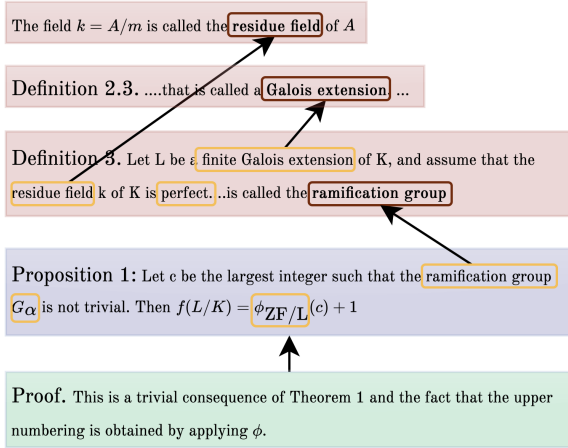 The field k = A/m is called the residue field of A
Definition 2.3. ....that is called a Galois extension. ...
Definition 3. Let L be a finite Galois extension of K, and assume that the
residue field k of K is perfect. ..is called the ramification group
Proposition 1: Let c be the largest integer such that the ramification group
Gα is not trivial. Then f(L/K) = ϕZF/L(c) + 1
Proof. This is a trivial consequence of Theorem 1 and the fact that the upper
numbering is obtained by applying ϕ.